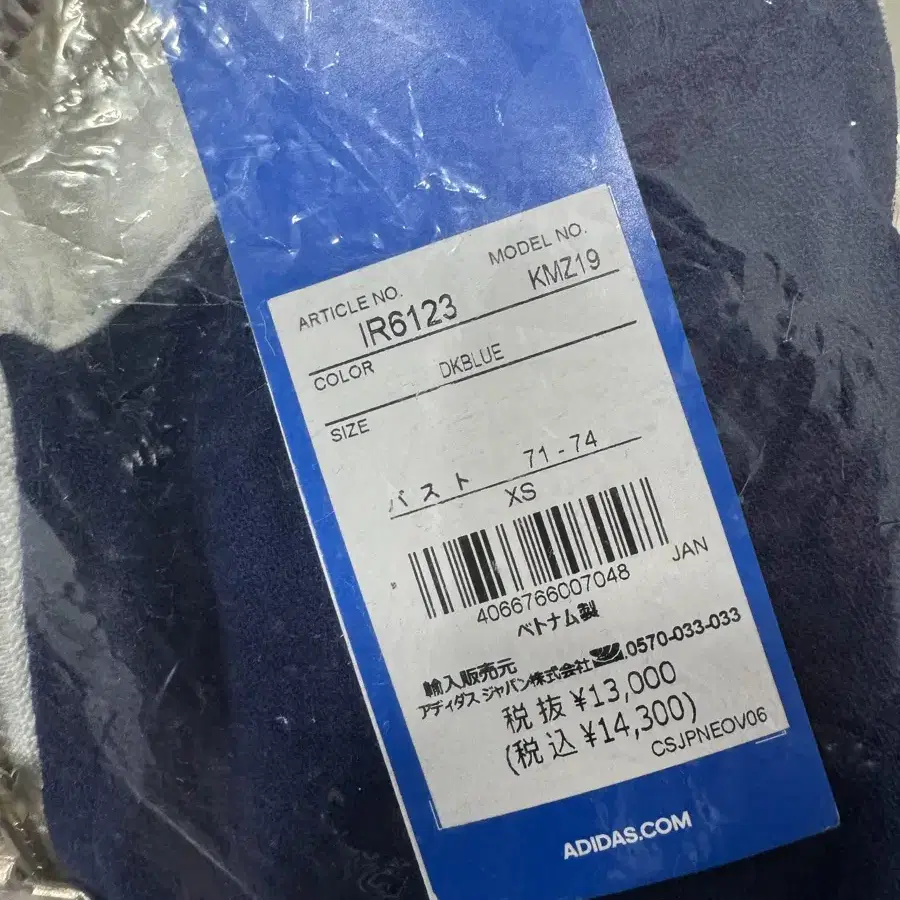 ARTICLE NO. MODEL NO.
IR6123 KMZ19
COLOR DKBLUE
SIZE
バスト 71 - 74
XS
JAN
4066766007048
ベトナム製
輸入販売元
アディダス ジャパン株式会社 0570-033-033
税抜 ¥13,000
(税込 ¥14,300)
CSJPNEOV06
ADIDAS.COM